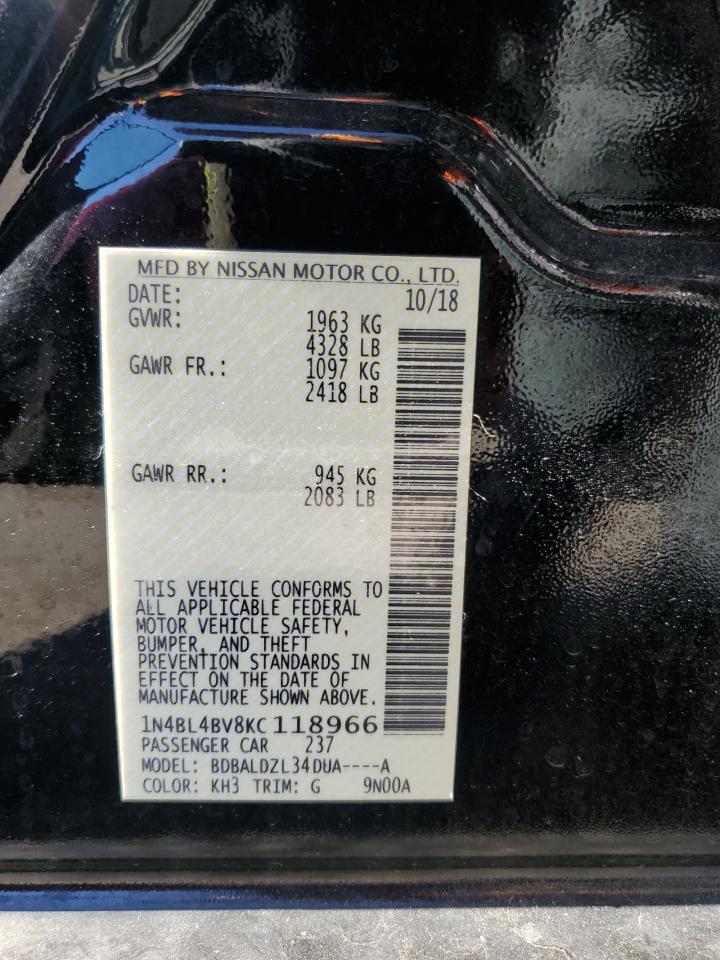 MFD BY NISSAN MOTOR CO., LTD.
DATE: 10/18
GVWR: 1963 KG
4328 LB
GAWR FR.: 1097 KG
2418 LB
GAWR RR.: 945 KG
2083 LB
THIS VEHICLE CONFORMS TO
ALL APPLICABLE FEDERAL
MOTOR VEHICLE SAFETY,
BUMPER, AND THEFT
PREVENTION STANDARDS IN
EFFECT ON THE DATE OF
MANUFACTURE SHOWN ABOVE.
1N4BL4BV8KC118966
PASSENGER CAR 237
MODEL: BDBALDZL34DUA----A
COLOR: KH3 TRIM: G 9N00A